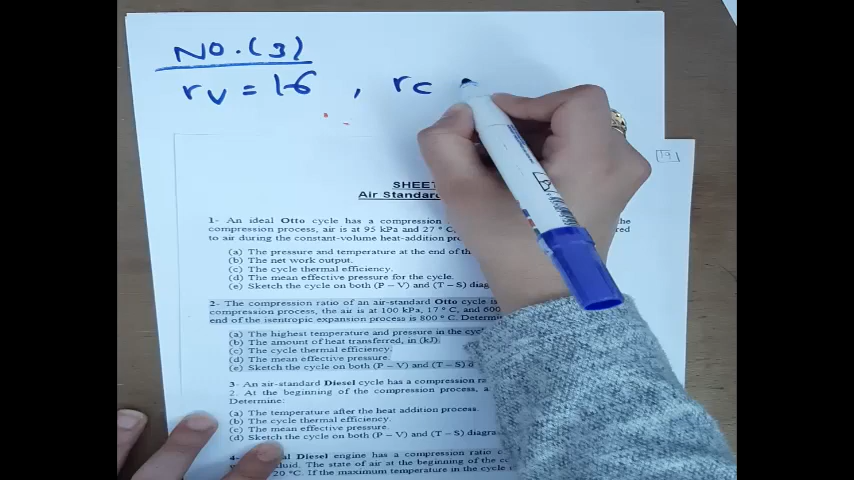 NO.(3)
rv = 16 , rc
19
SHEET
Air Standard
1- An ideal Otto cycle has a compression the
compression process, air is at 95 kPa and 27 ° C,
to air during the constant-volume heat-addition
(a) The pressure and temperature at the end of
(b) The net work output.
(c) The cycle thermal efficiency.
(d) The mean effective pressure for the cycle.
(e) Sketch the cycle on both (P – V) and (T – S)
2- The compression ratio of an air-standard Otto cycle is
compression process, the air is at 100 kPa, 17 ° C, and 600
end of the isentropic expansion process is 800 ° C.
(a) The highest temperature and pressure in the
(b) The amount of heat transferred, in (kJ).
(c) The cycle thermal efficiency.
(d) The mean effective pressure.
(e) Sketch the cycle on both (P – V) and (T – S)
3- An air-standard Diesel cycle has a compression
2. At the beginning of the compression process,
Determine:
(a) The temperature after the heat addition process.
(b) The cycle thermal efficiency.
(c) The mean effective pressure.
(d) Sketch the cycle on both (P – V) and (T – S)
4- Diesel engine has a compression ratio
The state of air at the beginning of the
20 ° C. If the maximum temperature in the cycle